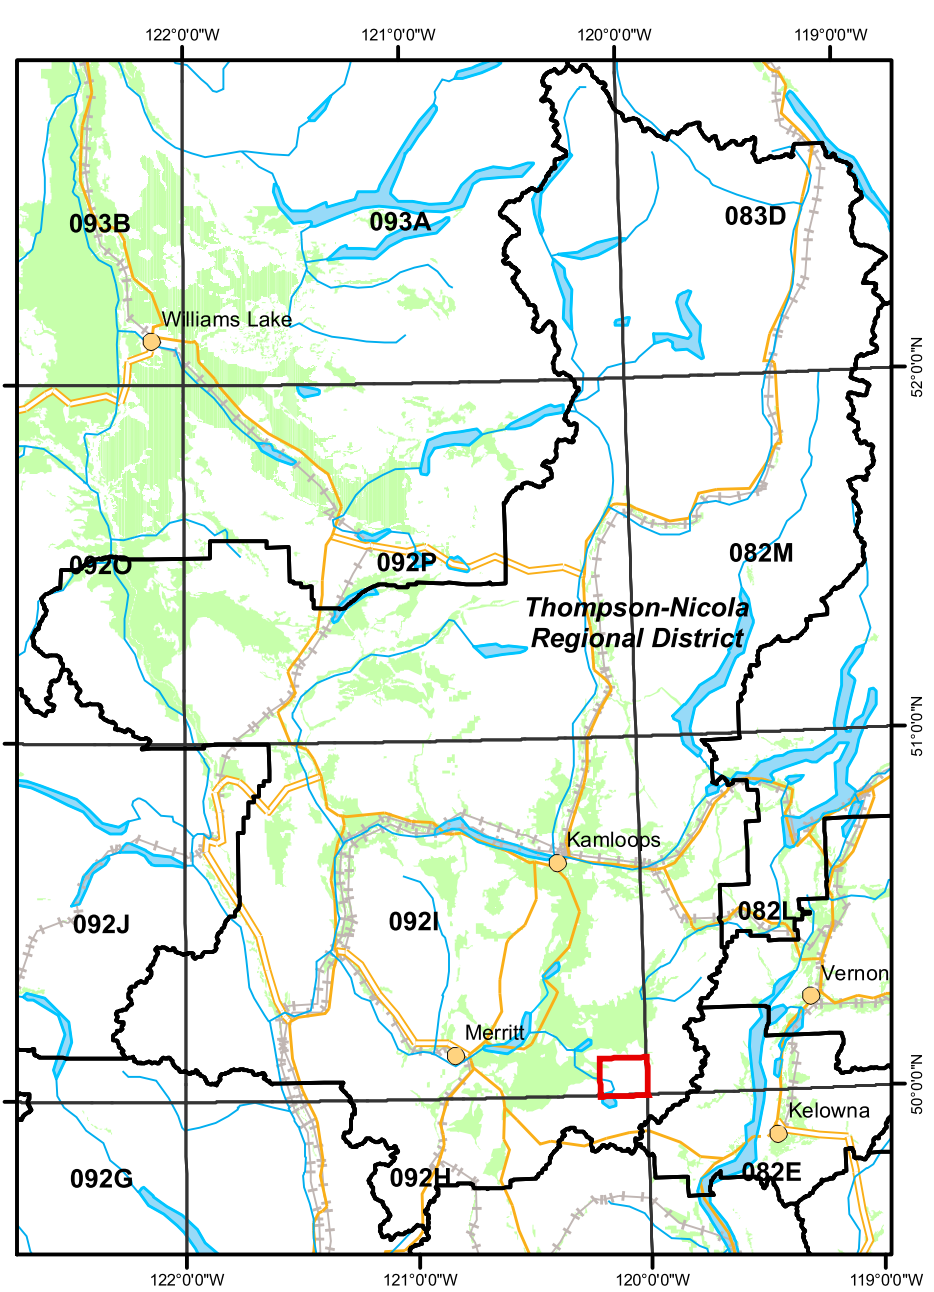 122°0'0"W
121°0'0"W
120°0'0"W
119°0'0"W
093B
093A
083D
Williams Lake
52°0'0"N
092O
092P
082M
Thompson-Nicola
Regional District
51°0'0"N
Kamloops
092J
092I
082L
Vernon
Merritt
50°0'0"N
Kelowna
092G
092H
082E
122°0'0"W
121°0'0"W
120°0'0"W
119°0'0"W